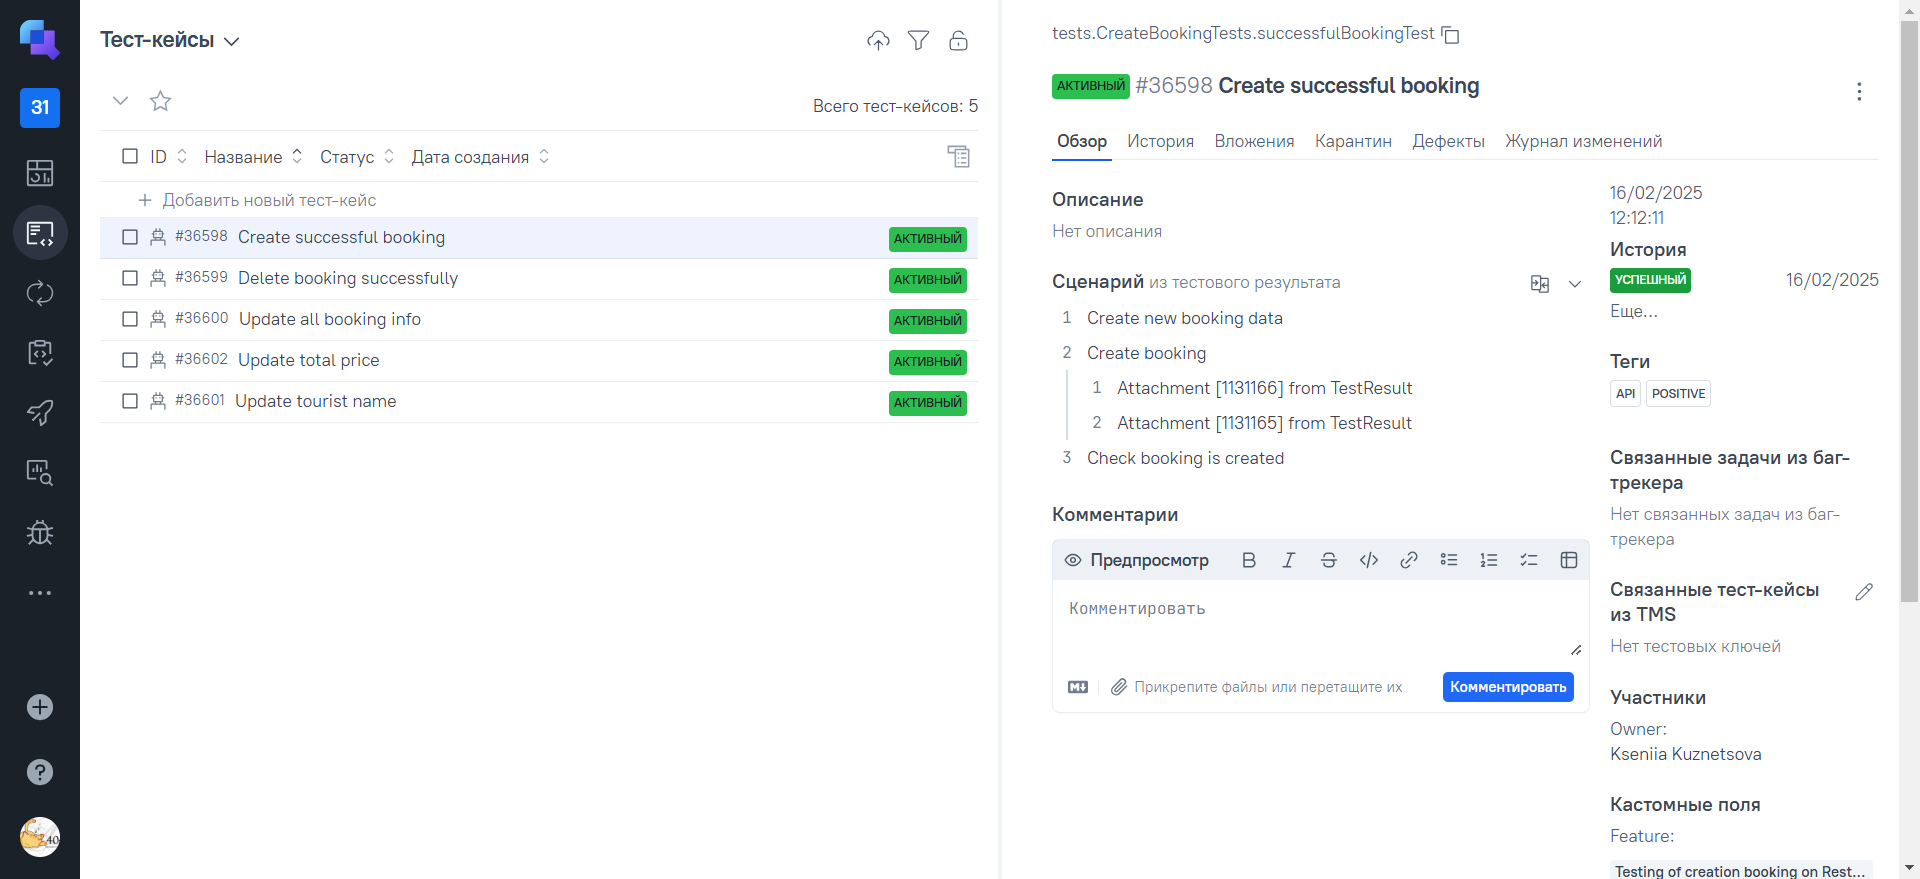 31
40
Тест-кейсы
Всего тест-кейсов: 5
ID Название Статус Дата создания
Добавить новый тест-кейс
#36598 Create successful booking АКТИВНЫЙ
#36599 Delete booking successfully АКТИВНЫЙ
#36600 Update all booking info АКТИВНЫЙ
#36602 Update total price АКТИВНЫЙ
#36601 Update tourist name АКТИВНЫЙ
tests.CreateBookingTests.successfulBookingTest
АКТИВНЫЙ #36598 Create successful booking
Обзор История Вложения Карантин Дефекты Журнал изменений
Описание
Нет описания
Сценарий из тестового результата
1 Create new booking data
2 Create booking
1 Attachment [1131166] from TestResult
2 Attachment [1131165] from TestResult
3 Check booking is created
Комментарии
Предпросмотр
Комментировать
Прикрепите файлы или перетащите их
Комментировать
16/02/2025
12:12:11
История
УСПЕШНЫЙ 16/02/2025
Еще...
Теги
API POSITIVE
Связанные задачи из баг-
трекера
Нет связанных задач из баг-
трекера
Связанные тест-кейсы
из TMS
Нет тестовых ключей
Участники
Owner:
Kseniia Kuznetsova
Кастомные поля
Feature:
Testing of creation booking on Rest...